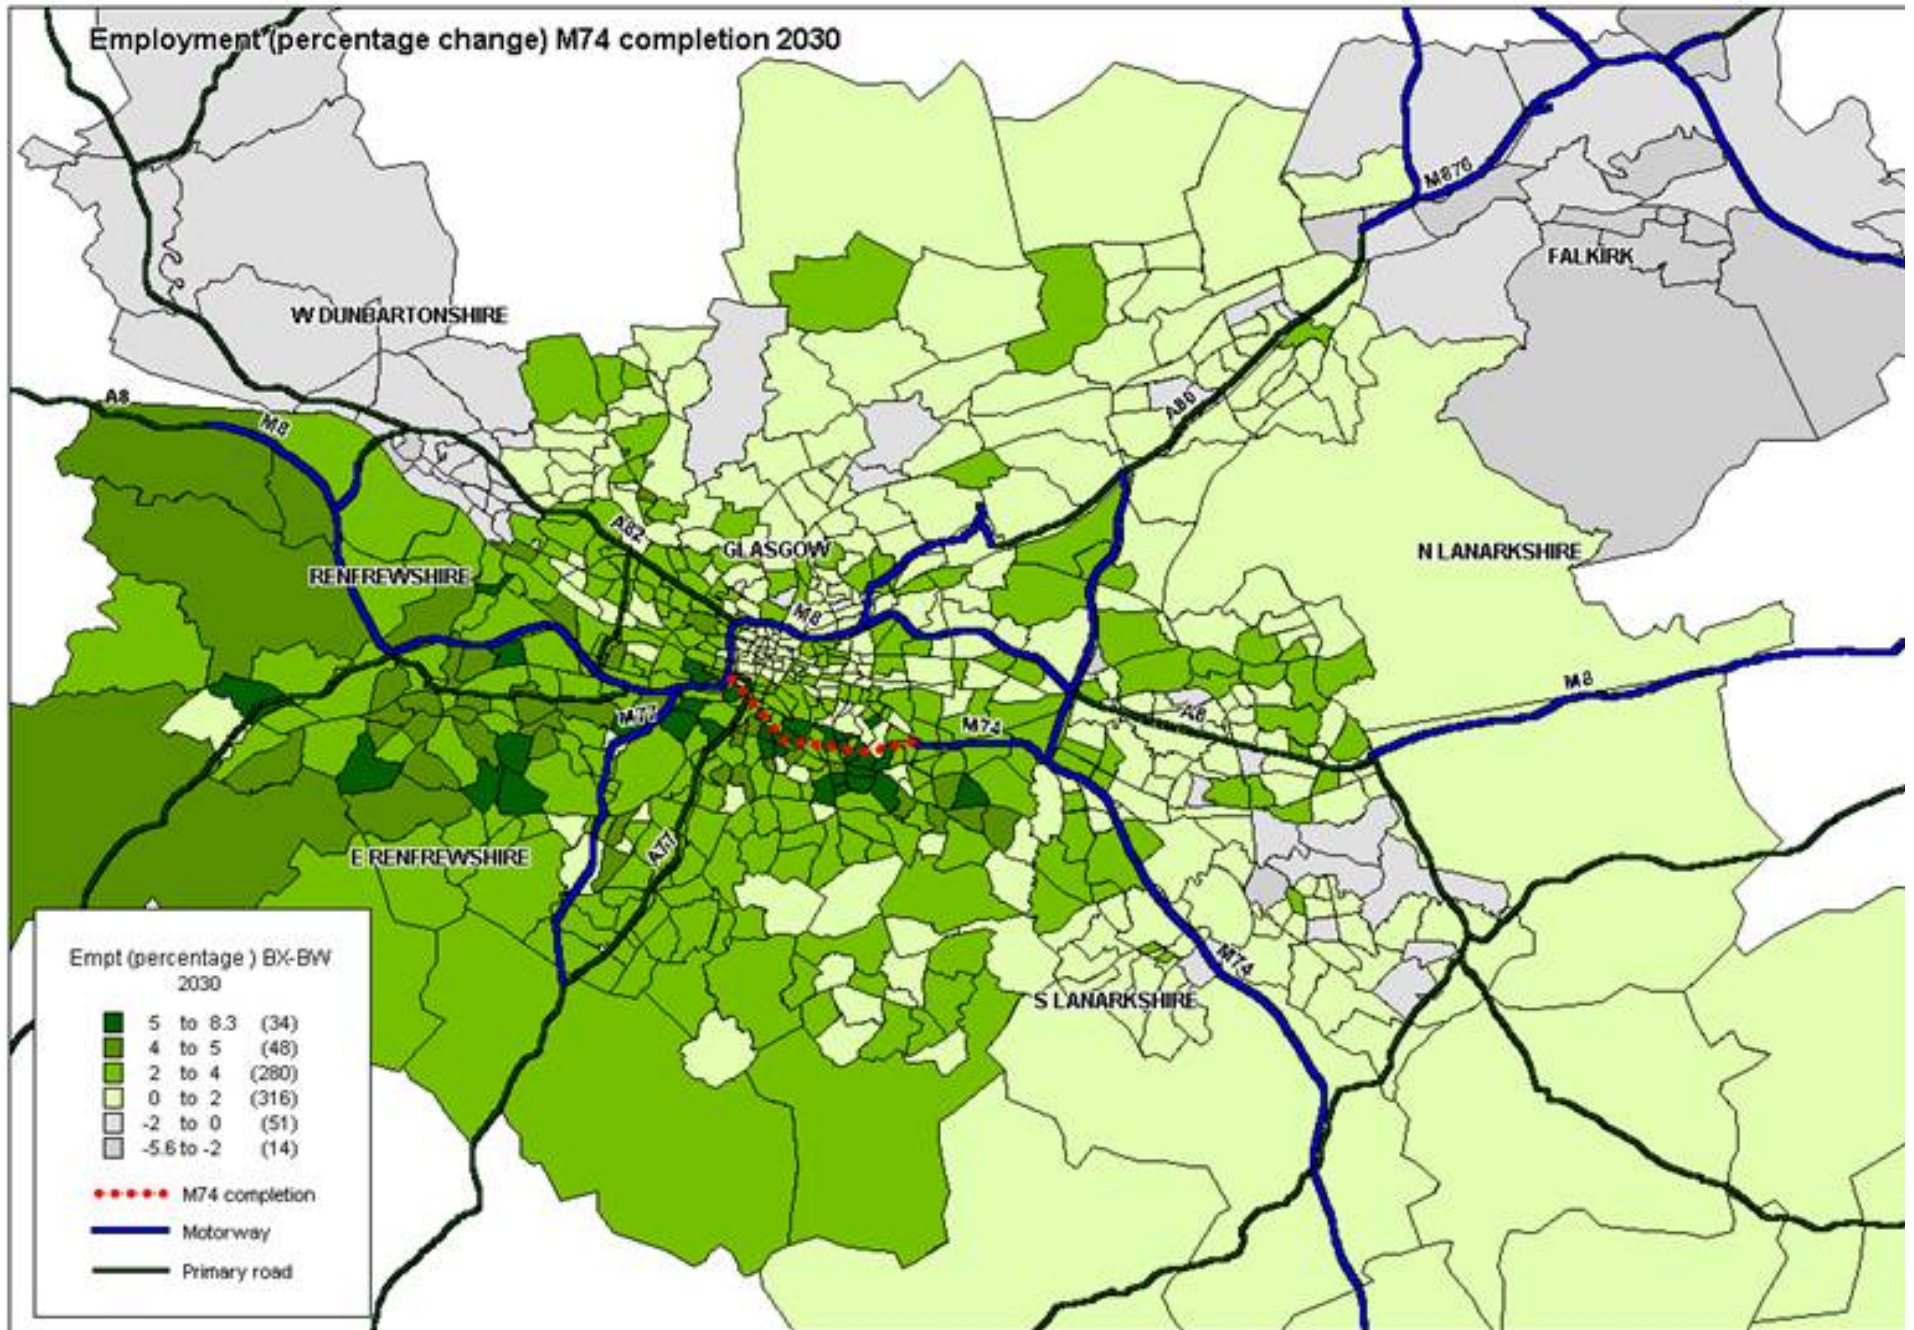 Employment (percentage change) M74 completion 2030
M876
FALKIRK
W DUNBARTONSHIRE
A8
M8
A80
A82
GLASGOW
N LANARKSHIRE
RENFREWSHIRE
M8
M8
M77
M74
A8
A77
E RENFREWSHIRE
M74
S LANARKSHIRE
Empt (percentage ) BX-BW
2030
5 to 8.3 (34)
4 to 5 (48)
2 to 4 (280)
0 to 2 (316)
-2 to 0 (51)
-5.6 to -2 (14)
M74 completion
Motorway
Primary road